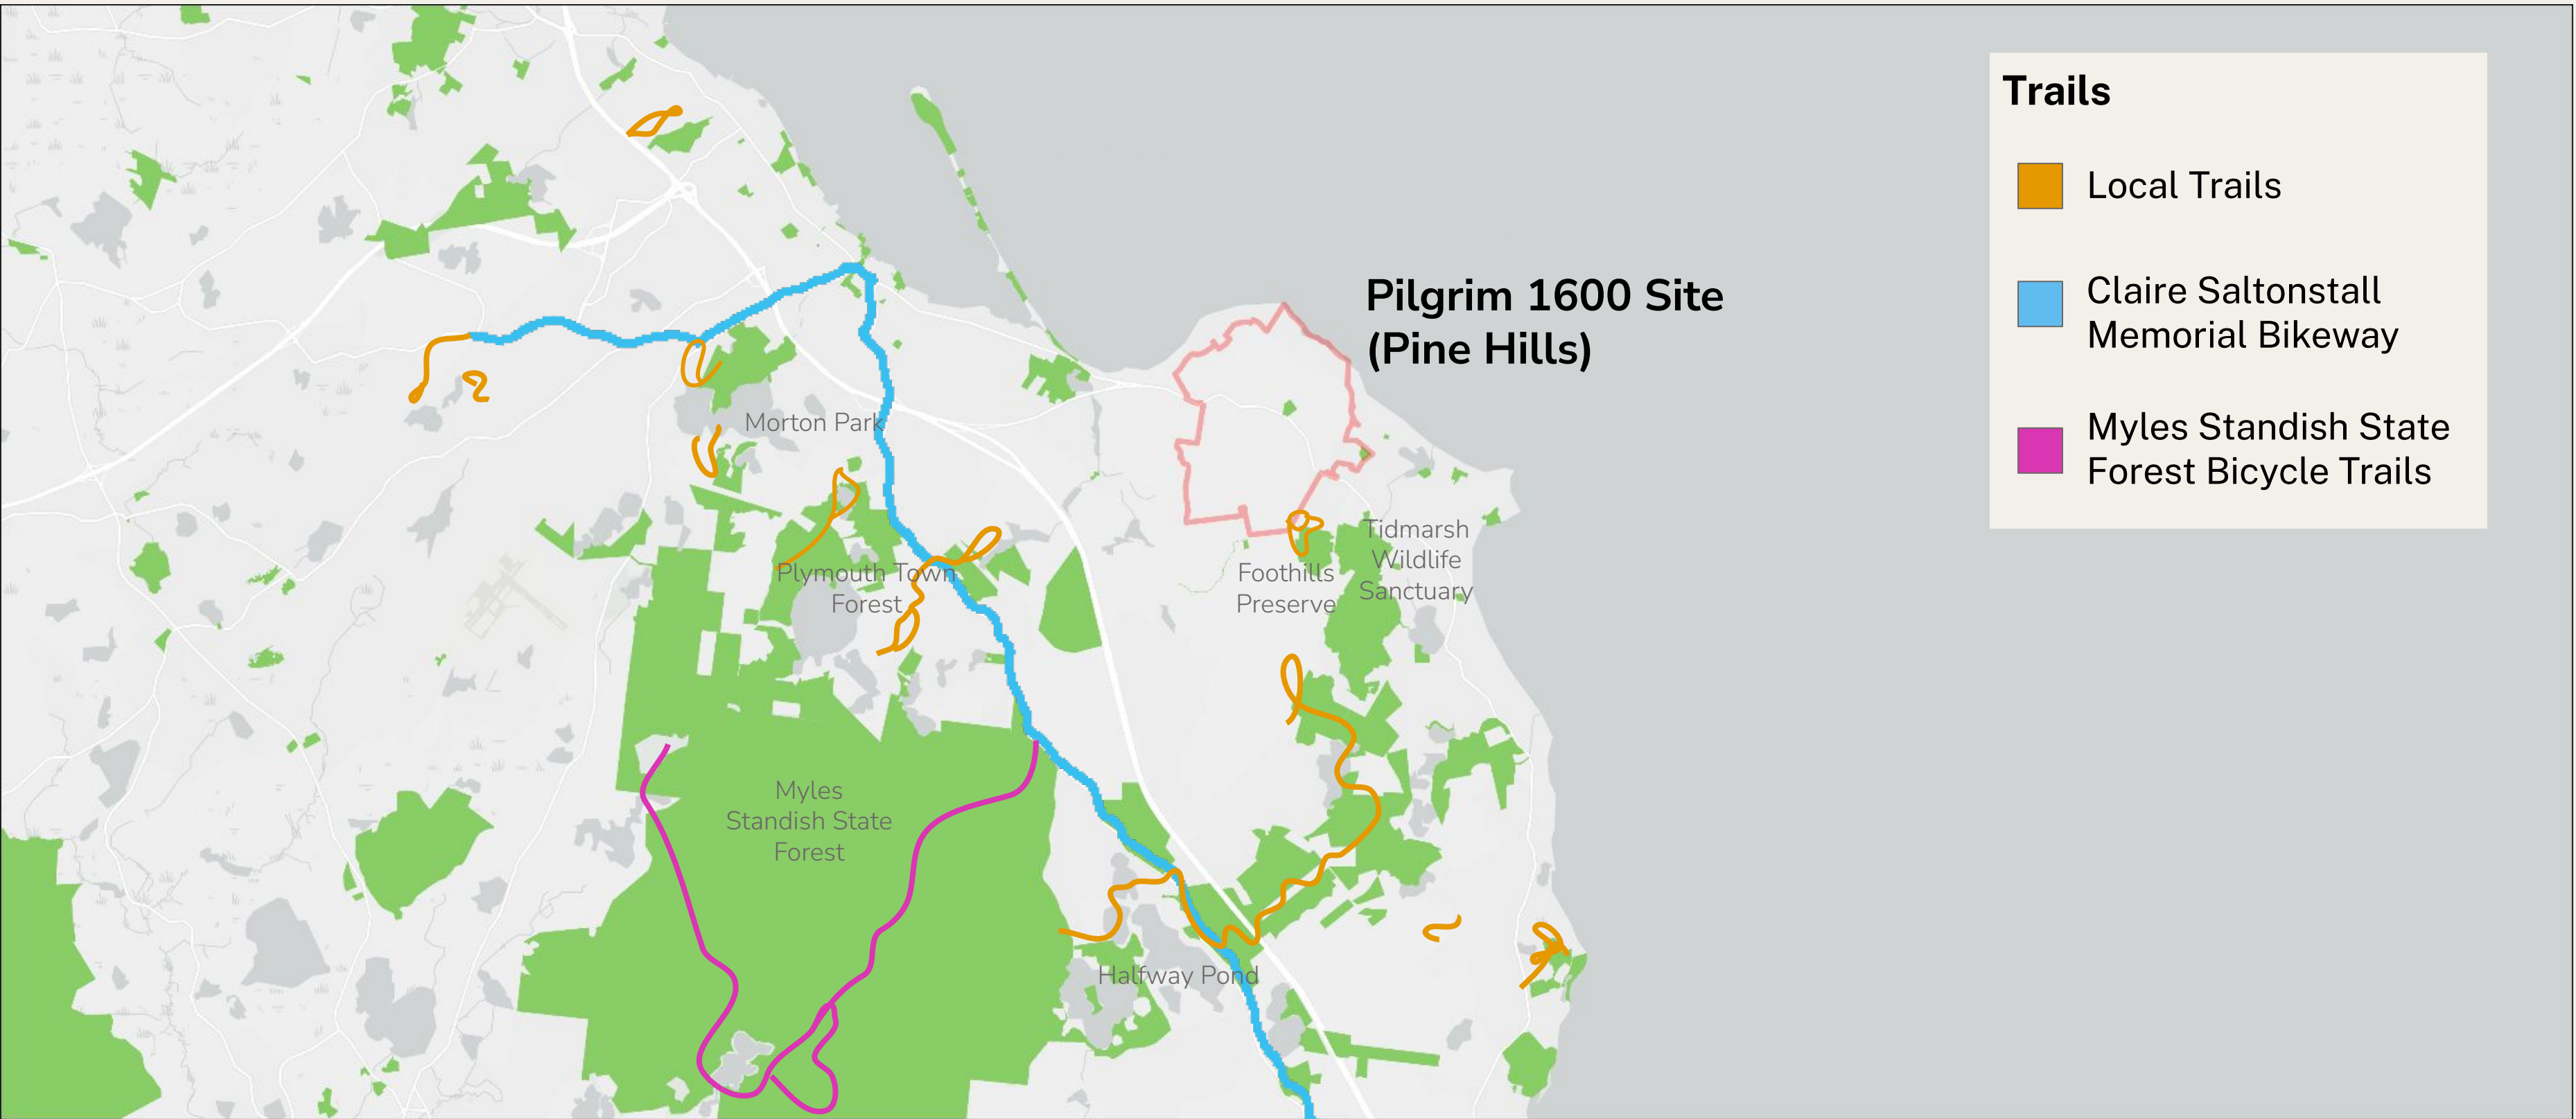 Trails
Local Trails
Claire Saltonstall
Memorial Bikeway
Myles Standish State
Forest Bicycle Trails
Pilgrim 1600 Site
(Pine Hills)
Morton Park
Plymouth Town
Forest
Foothills
Preserve
Tidmarsh
Wildlife
Sanctuary
Myles
Standish State
Forest
Halfway Pond